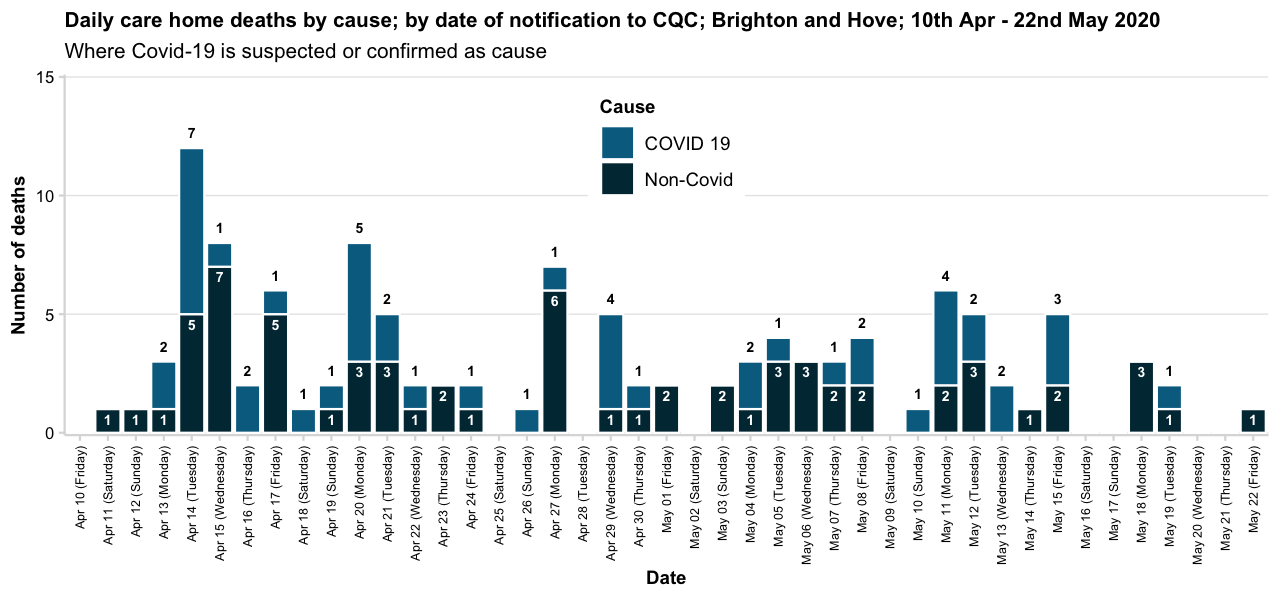 Daily care home deaths by cause; by date of notification to CQC; Brighton and Hove; 10th Apr - 22nd May 2020
Where Covid-19 is suspected or confirmed as cause
Number of deaths
15
10
5
0
Cause
COVID 19
Non-Covid
1
1
2
1
7
5
1
7
2
1
5
1
2
1
5
3
2
3
1
1
2
1
1
1
1
6
4
1
2
1
2
2
2
1
1
3
3
1
2
2
2
1
4
2
2
3
2
1
3
2
3
1
1
1
Apr 10 (Friday)
Apr 11 (Saturday)
Apr 12 (Sunday)
Apr 13 (Monday)
Apr 14 (Tuesday)
Apr 15 (Wednesday)
Apr 16 (Thursday)
Apr 17 (Friday)
Apr 18 (Saturday)
Apr 19 (Sunday)
Apr 20 (Monday)
Apr 21 (Tuesday)
Apr 22 (Wednesday)
Apr 23 (Thursday)
Apr 24 (Friday)
Apr 25 (Saturday)
Apr 26 (Sunday)
Apr 27 (Monday)
Apr 28 (Tuesday)
Apr 29 (Wednesday)
Apr 30 (Thursday)
May 01 (Friday)
May 02 (Saturday)
May 03 (Sunday)
May 04 (Monday)
May 05 (Tuesday)
May 06 (Wednesday)
May 07 (Thursday)
May 08 (Friday)
May 09 (Saturday)
May 10 (Sunday)
May 11 (Monday)
May 12 (Tuesday)
May 13 (Wednesday)
May 14 (Thursday)
May 15 (Friday)
May 16 (Saturday)
May 17 (Sunday)
May 18 (Monday)
May 19 (Tuesday)
May 20 (Wednesday)
May 21 (Thursday)
May 22 (Friday)
Date